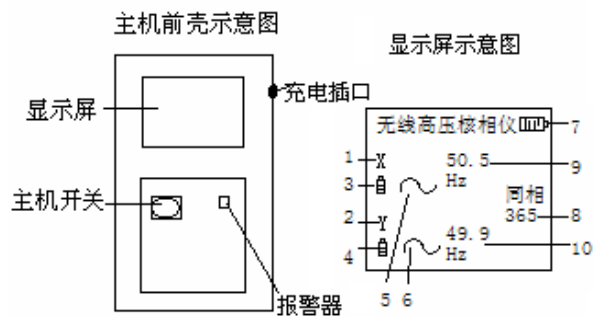 主机前壳示意图
显示屏示意图
充电插口
显示屏
主机开关
报警器
无线高压核相仪
7
1
X
50.5
Hz
9
3
同相
365
8
2
Y
49.9
Hz
10
4
5
6